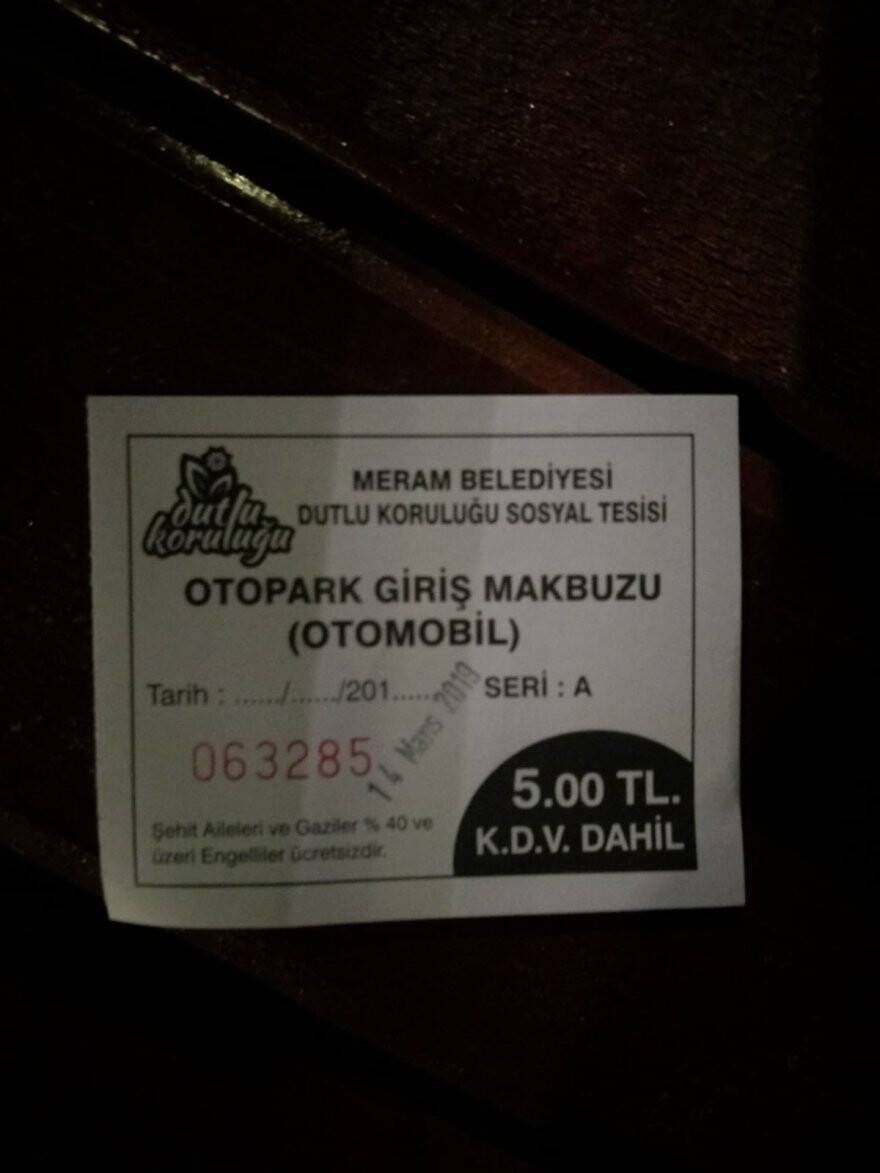 dutlu
koruluğu
MERAM BELEDİYESİ
DUTLU KORULUĞU SOSYAL TESİSİ
OTOPARK GİRİŞ MAKBUZU
(OTOMOBİL)
Tarih : ....../....../201...... SERİ : A
14 Mars 2019
063285
5.00 TL.
K.D.V. DAHİL
Şehit Aileleri ve Gaziler % 40 ve
üzeri Engelliler ücretsizdir.